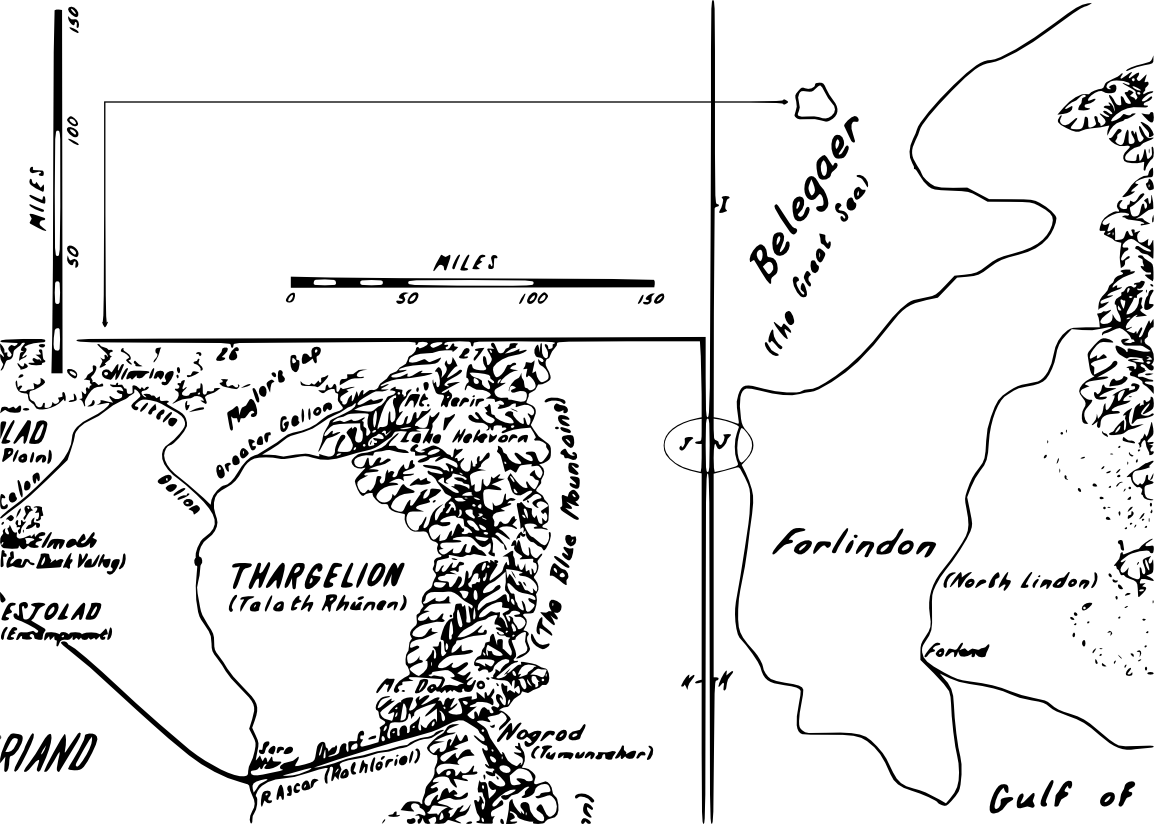 150
100
MILES
50
0
MILES
0 50 100 150
Belegaer
(The Great Sea)
I
26
27
Himring
Maglor's Gap
Little
Gelion
Greater Gelion
Mt. Rerir
Lake Helevorn
LAD
Plain)
Celon
Elmoth
Dusk Valley)
ESTOLAD
(Encampment)
THARGELION
(Talath Rhúnen)
(The Blue Mountains)
J J
Forlindon
(North Lindon)
Forlond
K K
Mt. Dolmed
Nogrod
(Tumunzahar)
Sarn
Dwarf-Road
R Ascar (Rathlóriel)
RIAND
Gulf of